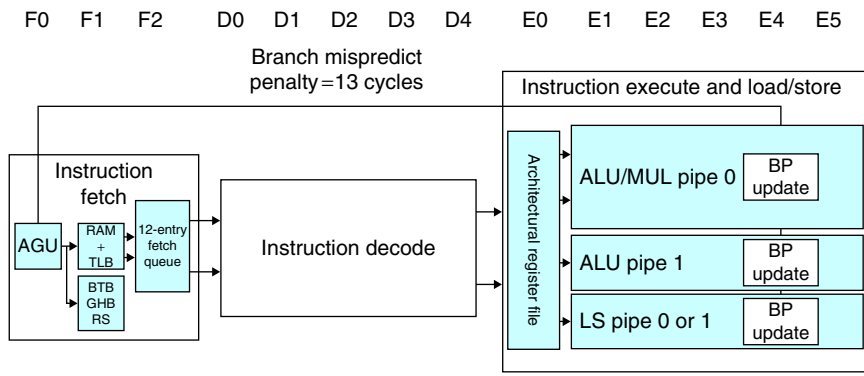 F0 F1 F2 D0 D1 D2 D3 D4 E0 E1 E2 E3 E4 E5
Branch mispredict
penalty=13 cycles
Instruction execute and load/store
Instruction
fetch
AGU
RAM
+
TLB
BTB
GHB
RS
12-entry
fetch
queue
Instruction decode
Architectural register file
ALU/MUL pipe 0
BP
update
ALU pipe 1
BP
update
LS pipe 0 or 1
BP
update